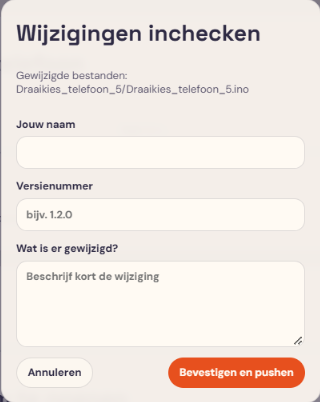 Wijzigingen inchecken
Gewijzigde bestanden:
Draaikies_telefoon_5/Draaikies_telefoon_5.ino
Jouw naam
Versienummer
bijv. 1.2.0
Wat is er gewijzigd?
Beschrijf kort de wijziging
Annuleren
Bevestigen en pushen